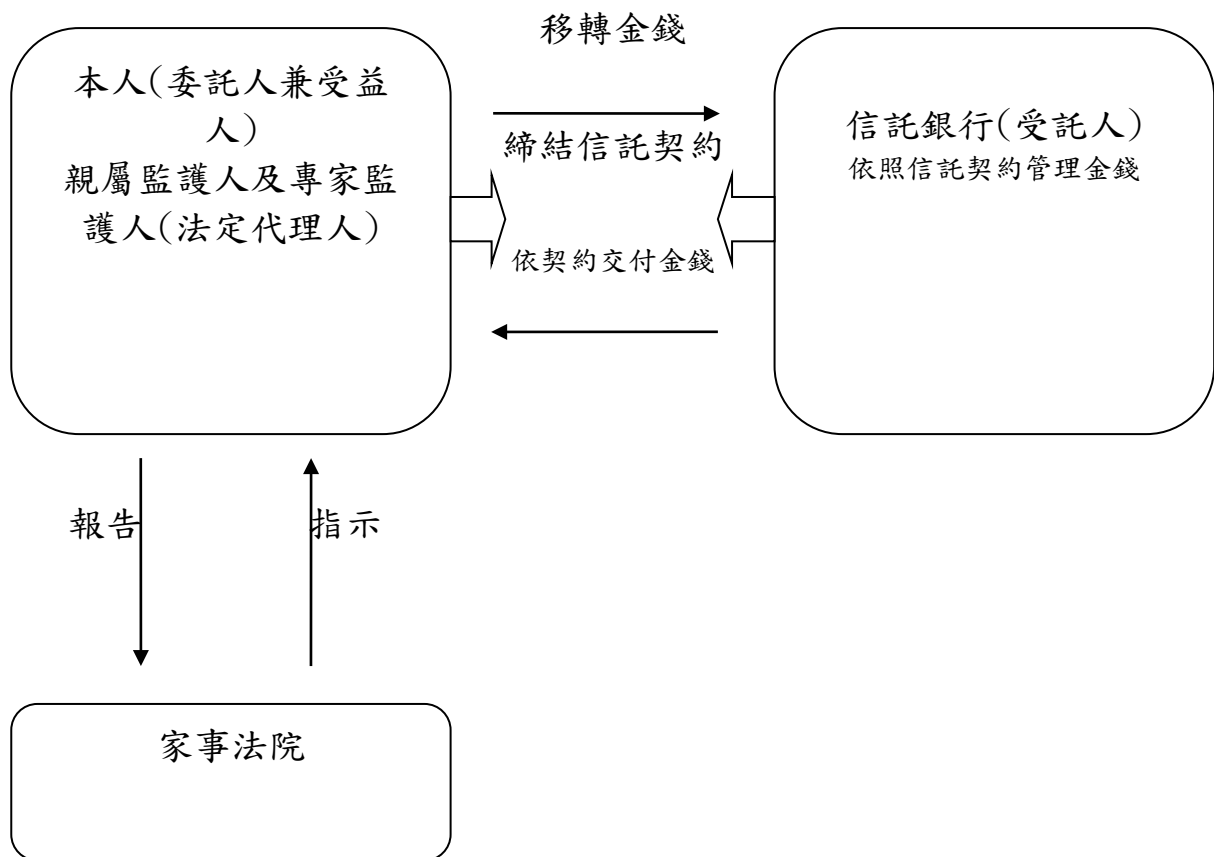 移轉金錢
本人(委託人兼受益
人)
親屬監護人及專家監
護人(法定代理人)
締結信託契約
依契約交付金錢
信託銀行(受託人)
依照信託契約管理金錢
報告
指示
家事法院